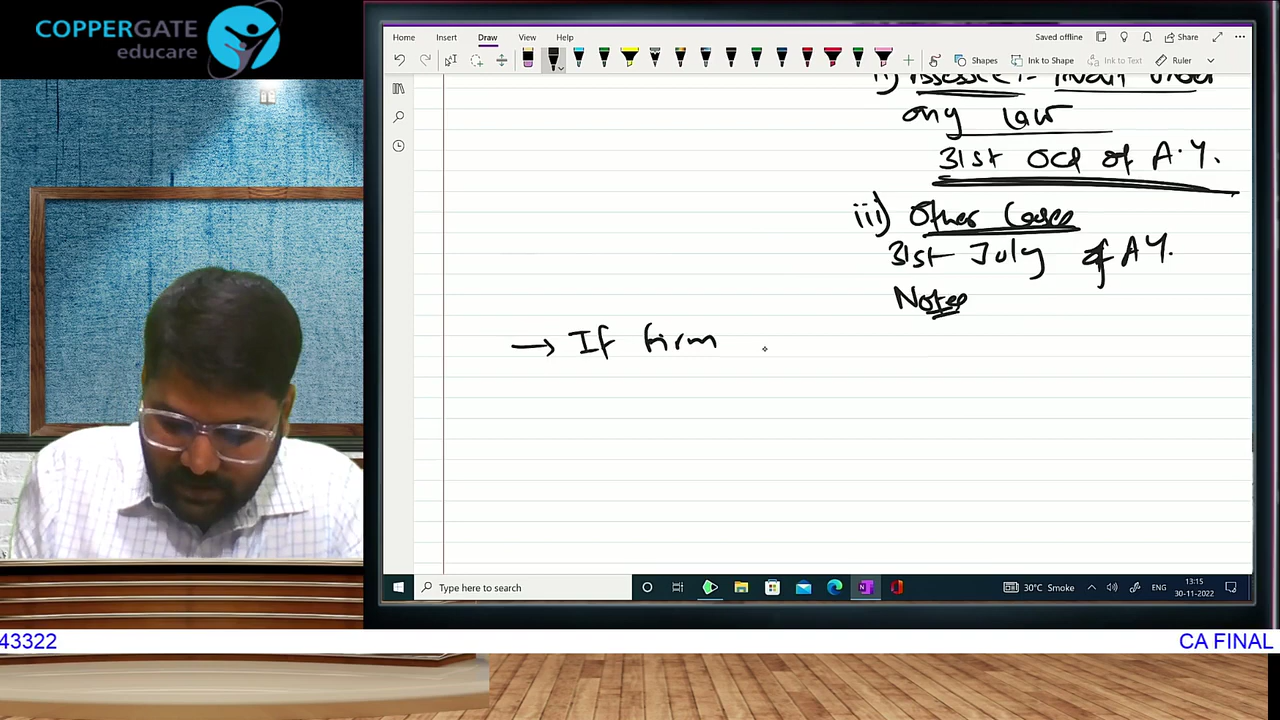 COPPERGATE
educare
Home Insert Draw View Help
Saved offline
Share
Shapes
Ink to Shape
Ink to Text
Ruler
any law
31st Oct of A.Y.
iii) Other Cases
31st July of A.Y.
Notes
→ If firm
Type here to search
30°C Smoke
ENG
13:15
30-11-2022
43322
CA FINAL